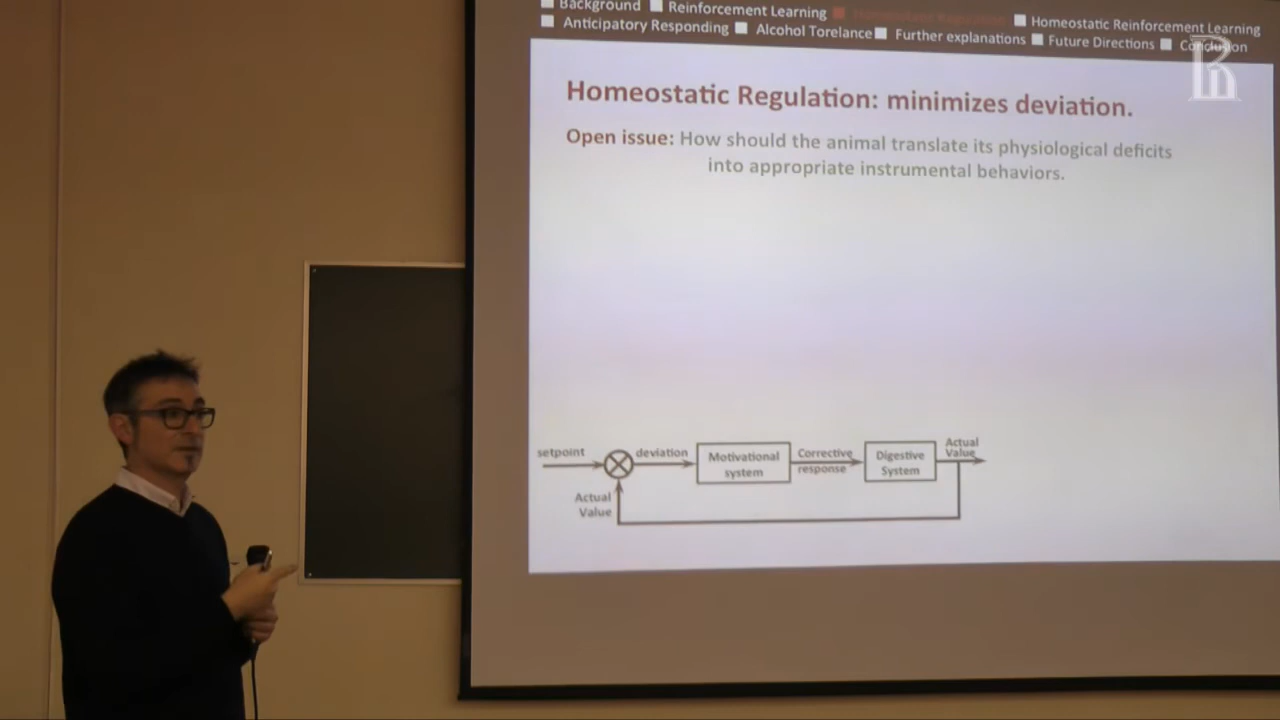 Background Reinforcement Learning Homeostatic Regulation Homeostatic Reinforcement Learning
Anticipatory Responding Alcohol Torelance Further explanations Future Directions Conclusion
Homeostatic Regulation: minimizes deviation.
Open issue: How should the animal translate its physiological deficits
into appropriate instrumental behaviors.
setpoint
deviation
Motivational
system
Corrective
response
Digestive
System
Actual
Value
Actual
Value